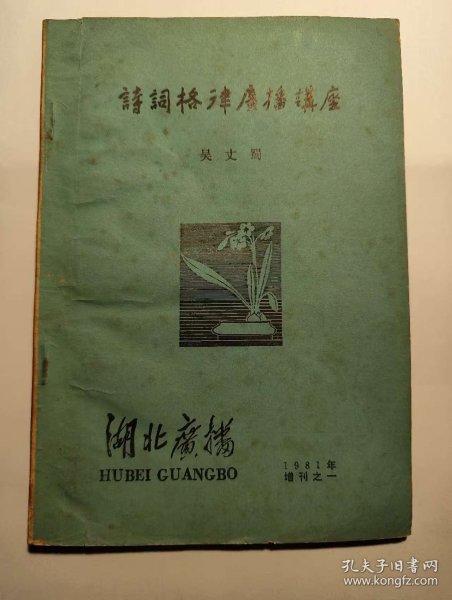 詩詞格律廣播講座
吴丈蜀
湖北廣播
HUBEI GUANGBO
1981年
增刊之一
孔夫子旧书网
www.kongfz.com